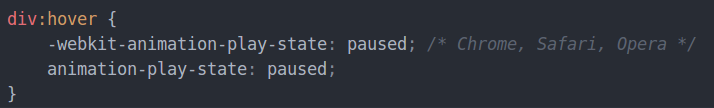 div:hover {
    -webkit-animation-play-state: paused; /* Chrome, Safari, Opera */
    animation-play-state: paused;
}